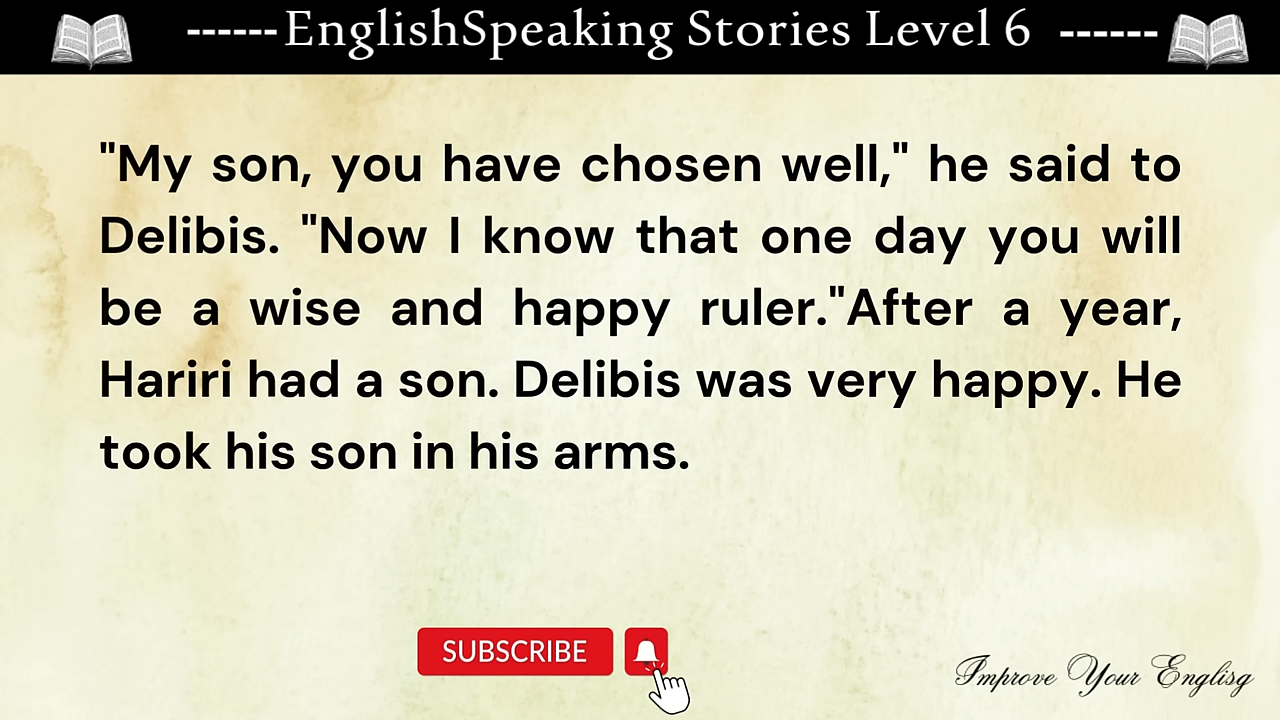 ------EnglishSpeaking Stories Level 6 ------
"My son, you have chosen well," he said to
Delibis. "Now I know that one day you will
be a wise and happy ruler."After a year,
Hariri had a son. Delibis was very happy. He
took his son in his arms.
SUBSCRIBE
Improve Your Englisg